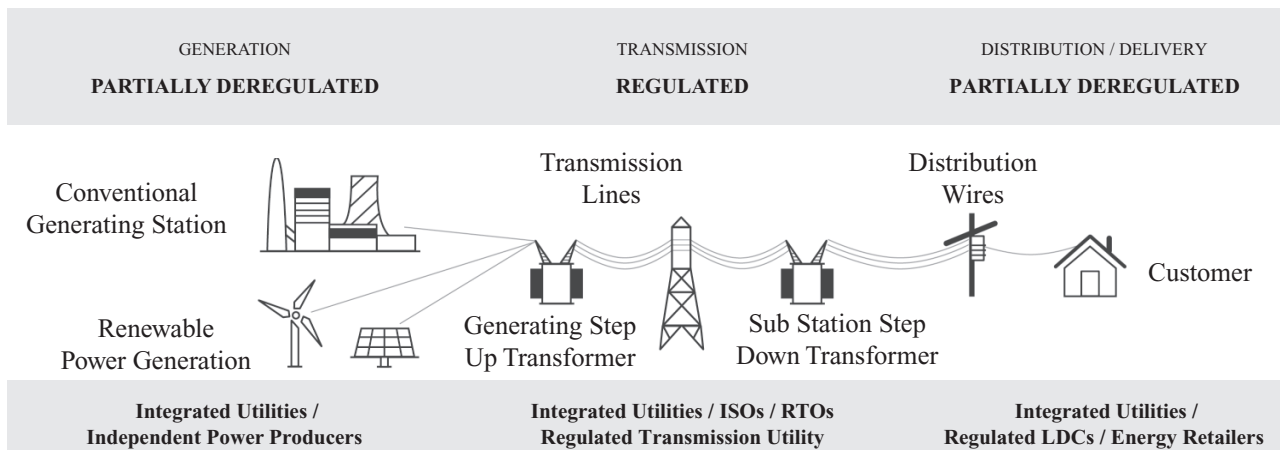 GENERATION
PARTIALLY DEREGULATED
TRANSMISSION
REGULATED
DISTRIBUTION / DELIVERY
PARTIALLY DEREGULATED
Conventional
Generating Station
Transmission
Lines
Distribution
Wires
Customer
Renewable
Power Generation
Generating Step
Up Transformer
Sub Station Step
Down Transformer
Integrated Utilities /
Independent Power Producers
Integrated Utilities / ISOs / RTOs
Regulated Transmission Utility
Integrated Utilities /
Regulated LDCs / Energy Retailers